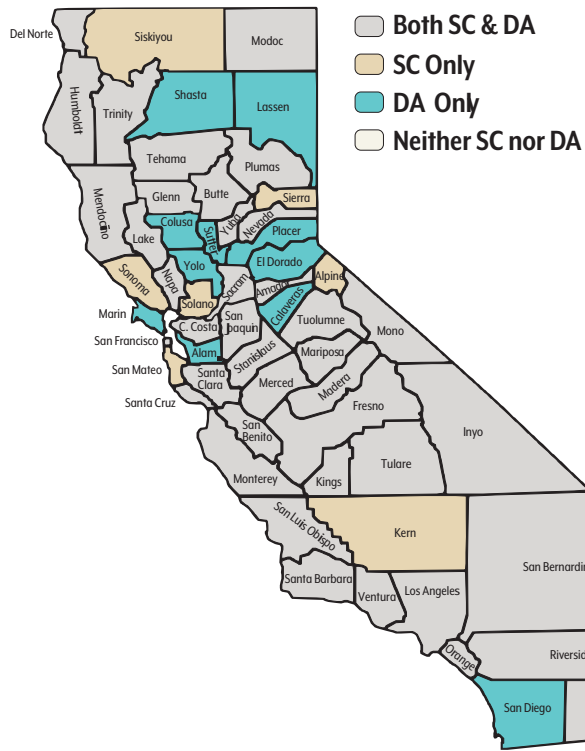 Both SC & DA
SC Only
DA Only
Neither SC nor DA
Del Norte
Siskiyou
Modoc
Humboldt
Trinity
Shasta
Lassen
Tehama
Plumas
Mendocino
Glenn
Butte
Sierra
Colusa
Sutter
Yuba
Nevada
Lake
Placer
Sonoma
Napa
Yolo
El Dorado
Solano
Sacram
Amador
Alpine
Marin
C. Costa
San
Joaquin
Calaveras
Tuolumne
Mono
San Francisco
Alam
Stanislaus
Mariposa
San Mateo
Santa
Clara
Merced
Madera
Santa Cruz
Fresno
Inyo
San
Benito
Monterey
Kings
Tulare
San Luis Obispo
Kern
Santa Barbara
Ventura
Los Angeles
San Bernardin
Orange
Riversid
San Diego